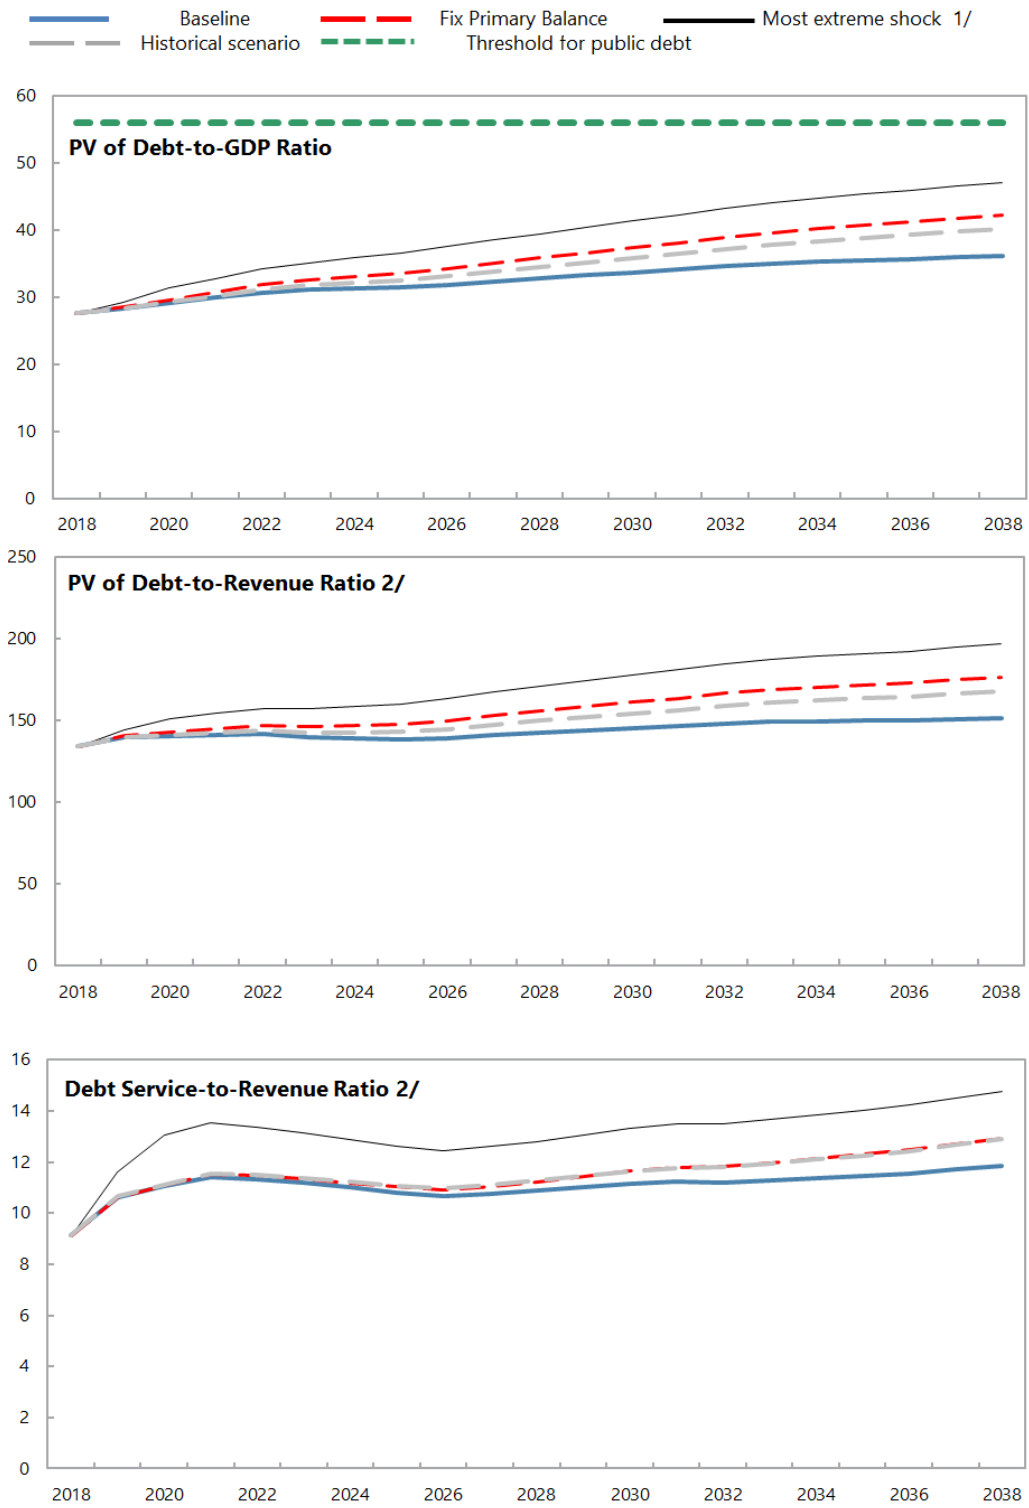 Baseline Fix Primary Balance Most extreme shock 1/
Historical scenario Threshold for public debt
60
PV of Debt-to-GDP Ratio
50
40
30
20
10
0
2018 2020 2022 2024 2026 2028 2030 2032 2034 2036 2038
250
PV of Debt-to-Revenue Ratio 2/
200
150
100
50
0
2018 2020 2022 2024 2026 2028 2030 2032 2034 2036 2038
16
Debt Service-to-Revenue Ratio 2/
14
12
10
8
6
4
2
0
2018 2020 2022 2024 2026 2028 2030 2032 2034 2036 2038